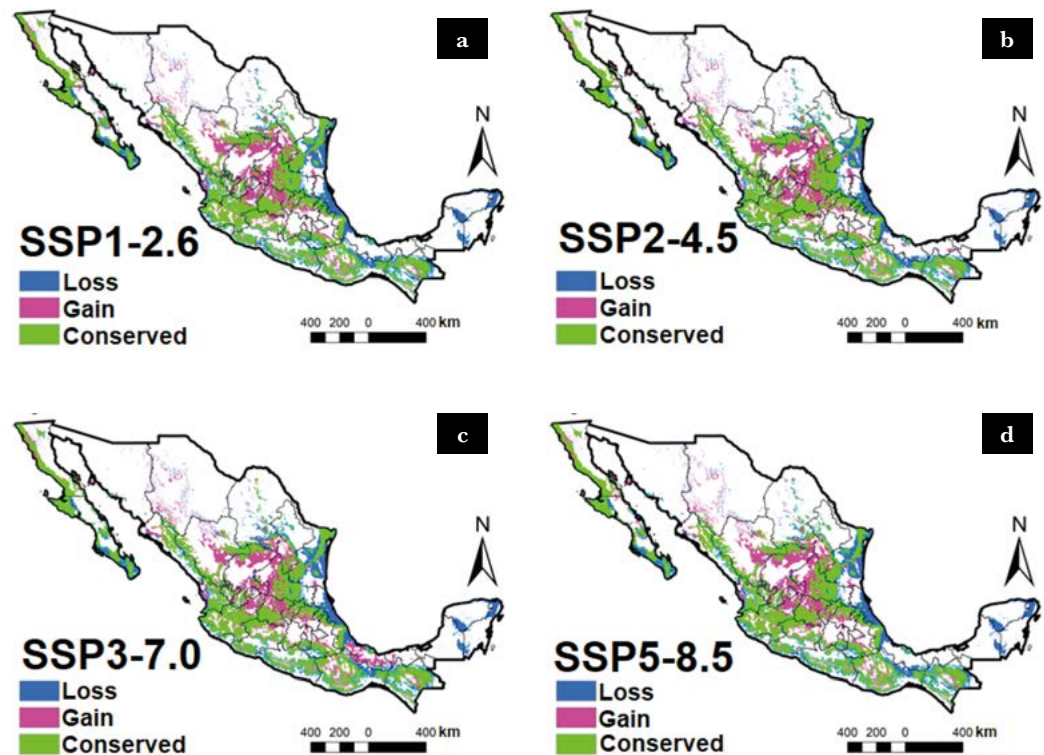 a
N
SSP1-2.6
Loss
Gain
Conserved
400 200 0 400 km
b
N
SSP2-4.5
Loss
Gain
Conserved
400 200 0 400 km
c
N
SSP3-7.0
Loss
Gain
Conserved
400 200 0 400 km
d
N
SSP5-8.5
Loss
Gain
Conserved
400 200 0 400 km